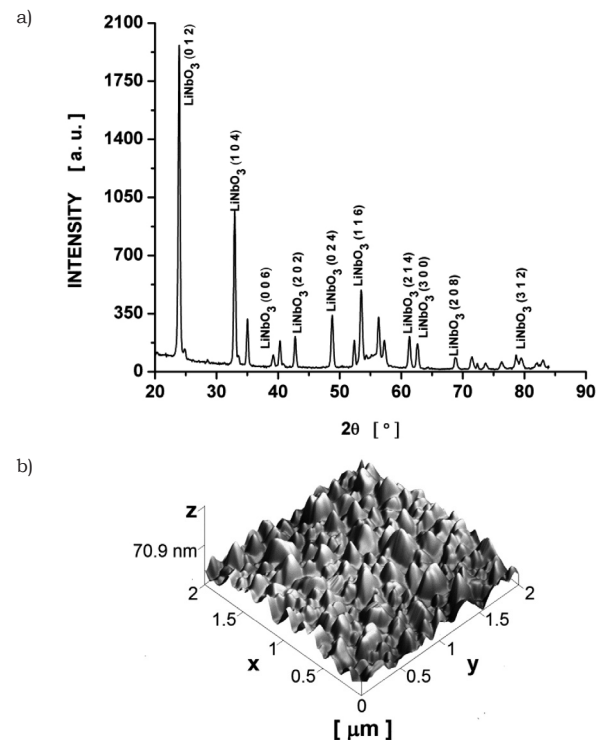 a)
2100
1750
1400
1050
700
350
0
INTENSITY [ a. u. ]
LiNbO₃ (0 1 2)
LiNbO₃ (1 0 4)
LiNbO₃ (0 0 6)
LiNbO₃ (2 0 2)
LiNbO₃ (0 2 4)
LiNbO₃ (1 1 6)
LiNbO₃ (2 1 4)
LiNbO₃ (3 0 0)
LiNbO₃ (2 0 8)
LiNbO₃ (3 1 2)
20 30 40 50 60 70 80 90
2θ [ ° ]
b)
z
70.9 nm
2 2
1.5 1.5
1 1
x y
0.5 0.5
0
[ μm ]